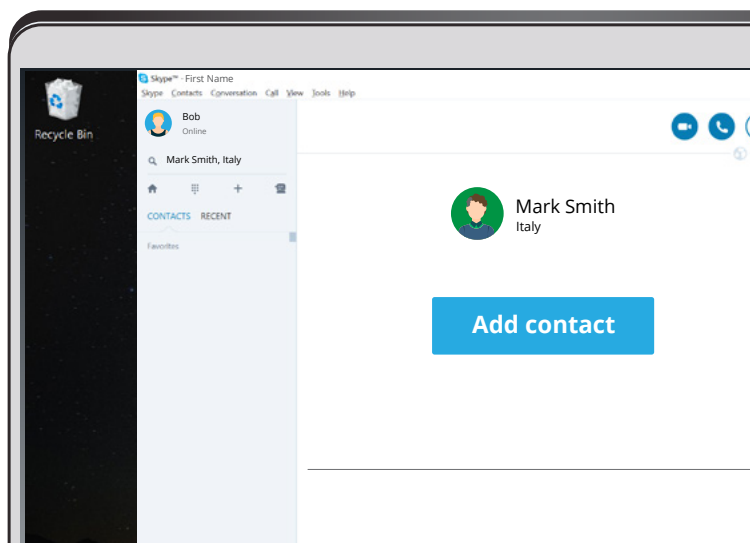 Skype™ - First Name
Skype Contacts Conversation Call View Tools Help
Recycle Bin
Bob
Online
Mark Smith, Italy
CONTACTS RECENT
Favorites
Mark Smith
Italy
Add contact